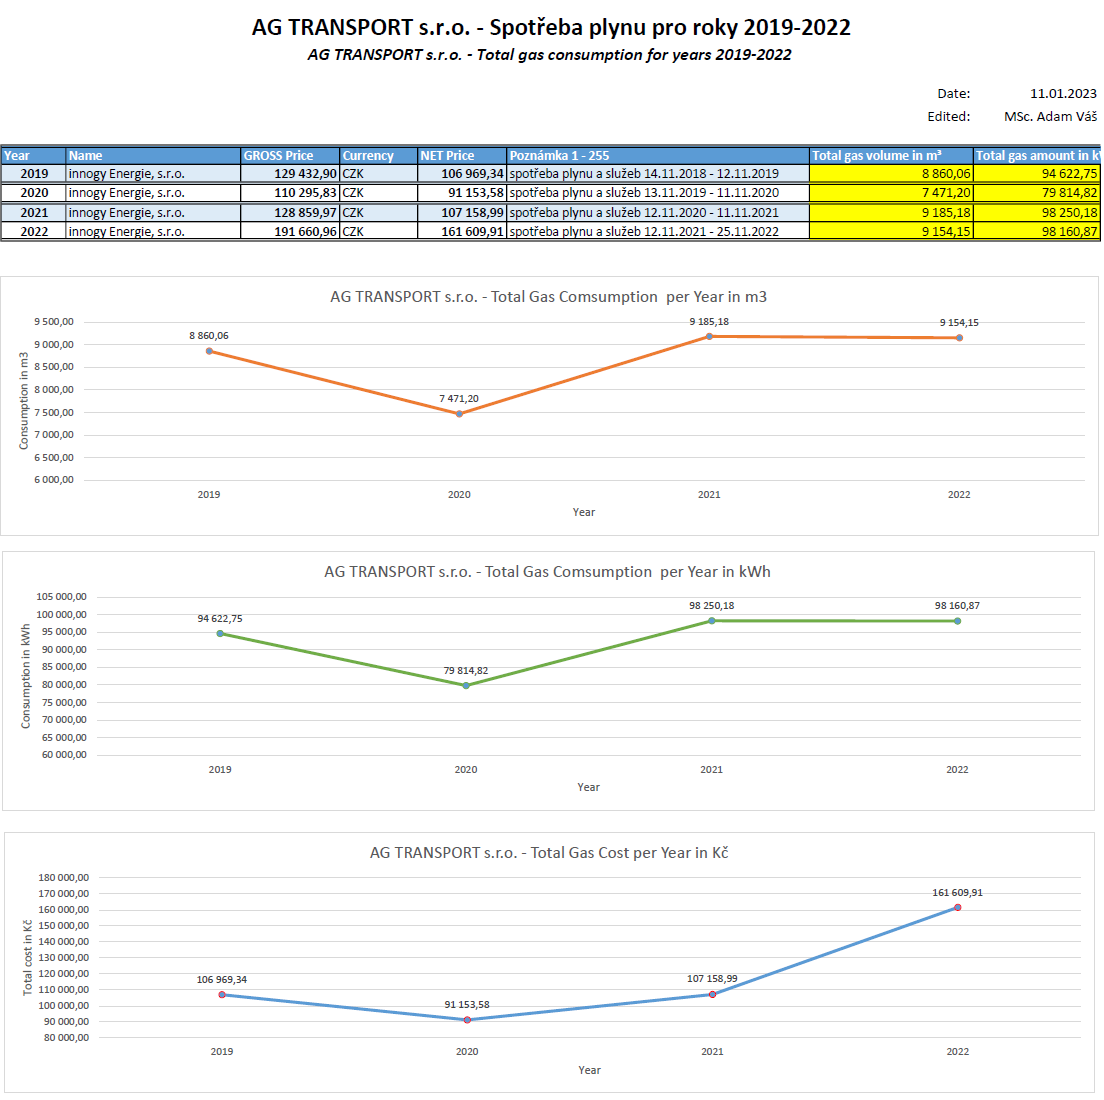 AG TRANSPORT s.r.o. - Spotřeba plynu pro roky 2019-2022
AG TRANSPORT s.r.o. - Total gas consumption for years 2019-2022
Date: 11.01.2023
Edited: MSc. Adam Váš
Year Name GROSS Price Currency NET Price Poznámka 1 - 255 Total gas volume in m³ Total gas amount in kW
2019 innogy Energie, s.r.o. 129 432,90 CZK 106 969,34 spotřeba plynu a služeb 14.11.2018 - 12.11.2019 8 860,06 94 622,75
2020 innogy Energie, s.r.o. 110 295,83 CZK 91 153,58 spotřeba plynu a služeb 13.11.2019 - 11.11.2020 7 471,20 79 814,82
2021 innogy Energie, s.r.o. 128 859,97 CZK 107 158,99 spotřeba plynu a služeb 12.11.2020 - 11.11.2021 9 185,18 98 250,18
2022 innogy Energie, s.r.o. 191 660,96 CZK 161 609,91 spotřeba plynu a služeb 12.11.2021 - 25.11.2022 9 154,15 98 160,87
AG TRANSPORT s.r.o. - Total Gas Comsumption per Year in m3
Consumption in m3
9 500,00
9 000,00
8 500,00
8 000,00
7 500,00
7 000,00
6 500,00
6 000,00
8 860,06
7 471,20
9 185,18
9 154,15
2019 2020 2021 2022
Year
AG TRANSPORT s.r.o. - Total Gas Comsumption per Year in kWh
Consumption in kWh
105 000,00
100 000,00
95 000,00
90 000,00
85 000,00
80 000,00
75 000,00
70 000,00
65 000,00
60 000,00
94 622,75
79 814,82
98 250,18
98 160,87
2019 2020 2021 2022
Year
AG TRANSPORT s.r.o. - Total Gas Cost per Year in Kč
Total cost in Kč
180 000,00
170 000,00
160 000,00
150 000,00
140 000,00
130 000,00
120 000,00
110 000,00
100 000,00
90 000,00
80 000,00
106 969,34
91 153,58
107 158,99
161 609,91
2019 2020 2021 2022
Year